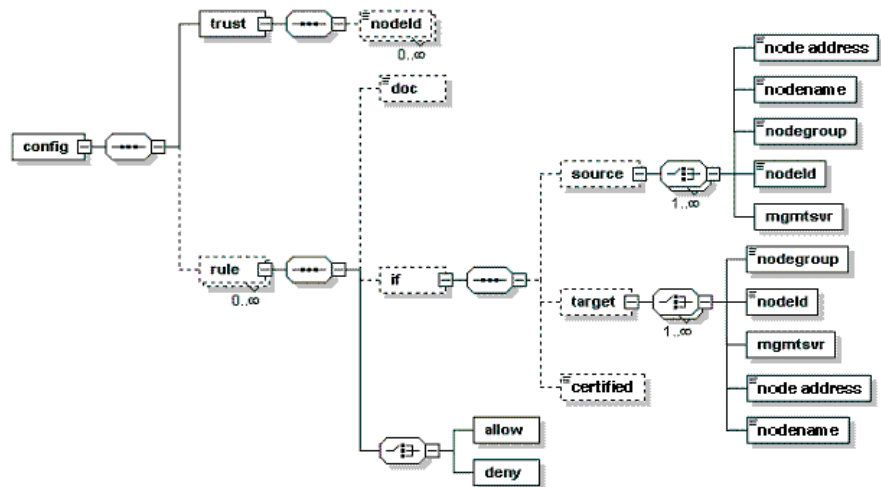 trust
nodeId
0..∞
doc
config
rule
0..∞
if
source
1..∞
node address
nodename
nodegroup
nodeId
mgmtsvr
target
1..∞
nodegroup
nodeId
mgmtsvr
node address
nodename
certified
allow
deny